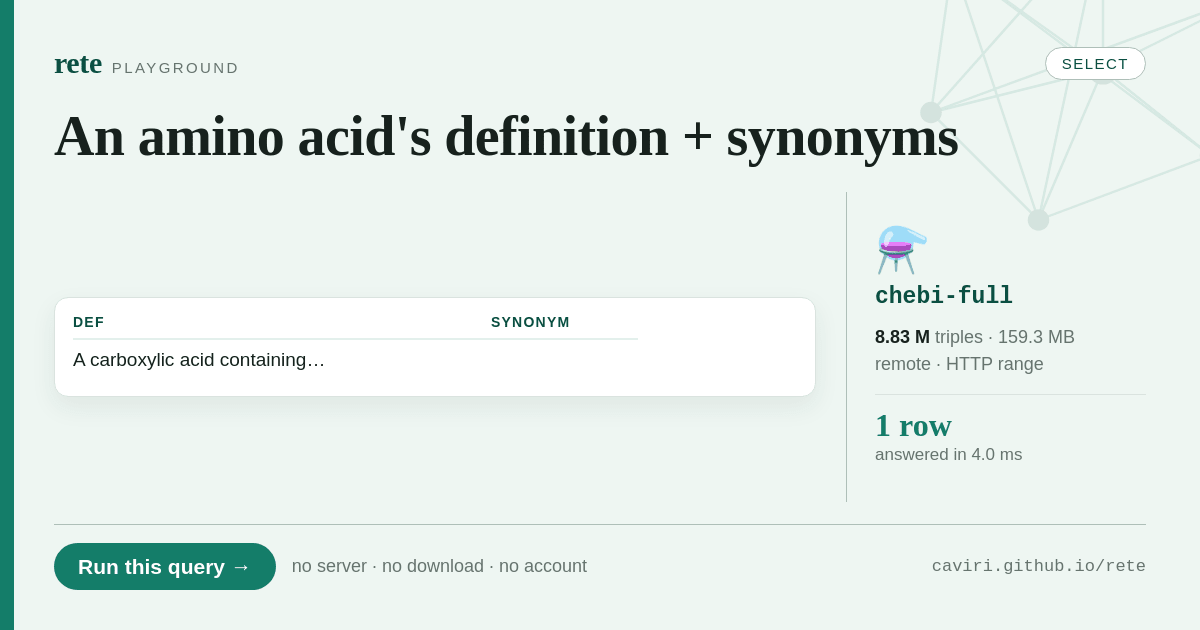 rete PLAYGROUND
SELECT
An amino acid's definition + synonyms
DEF SYNONYM
A carboxylic acid containing…
chebi-full
8.83 M triples · 159.3 MB
remote · HTTP range
1 row
answered in 4.0 ms
Run this query →
no server · no download · no account
caviri.github.io/rete